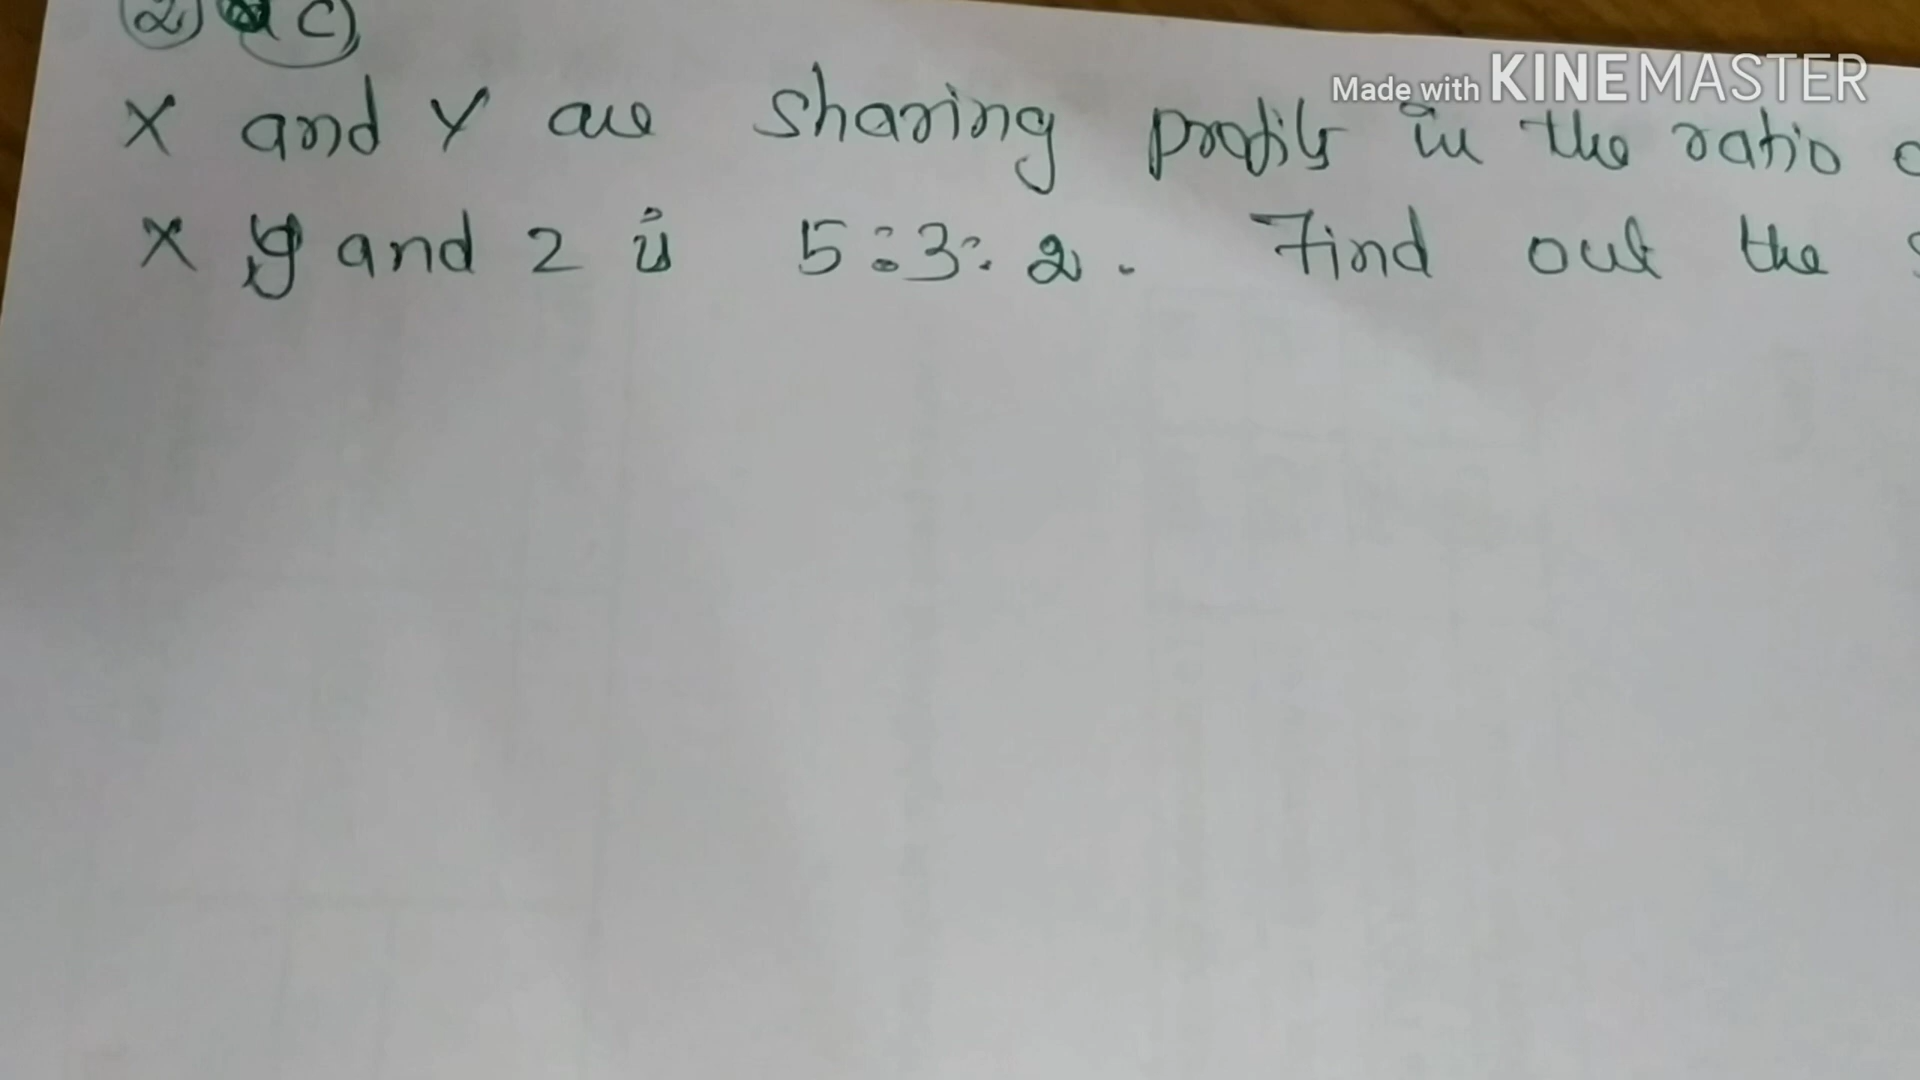 2) C)
Made with KINEMASTER
X and Y are sharing profits in the ratio
X y and Z is 5:3:2. Find out the